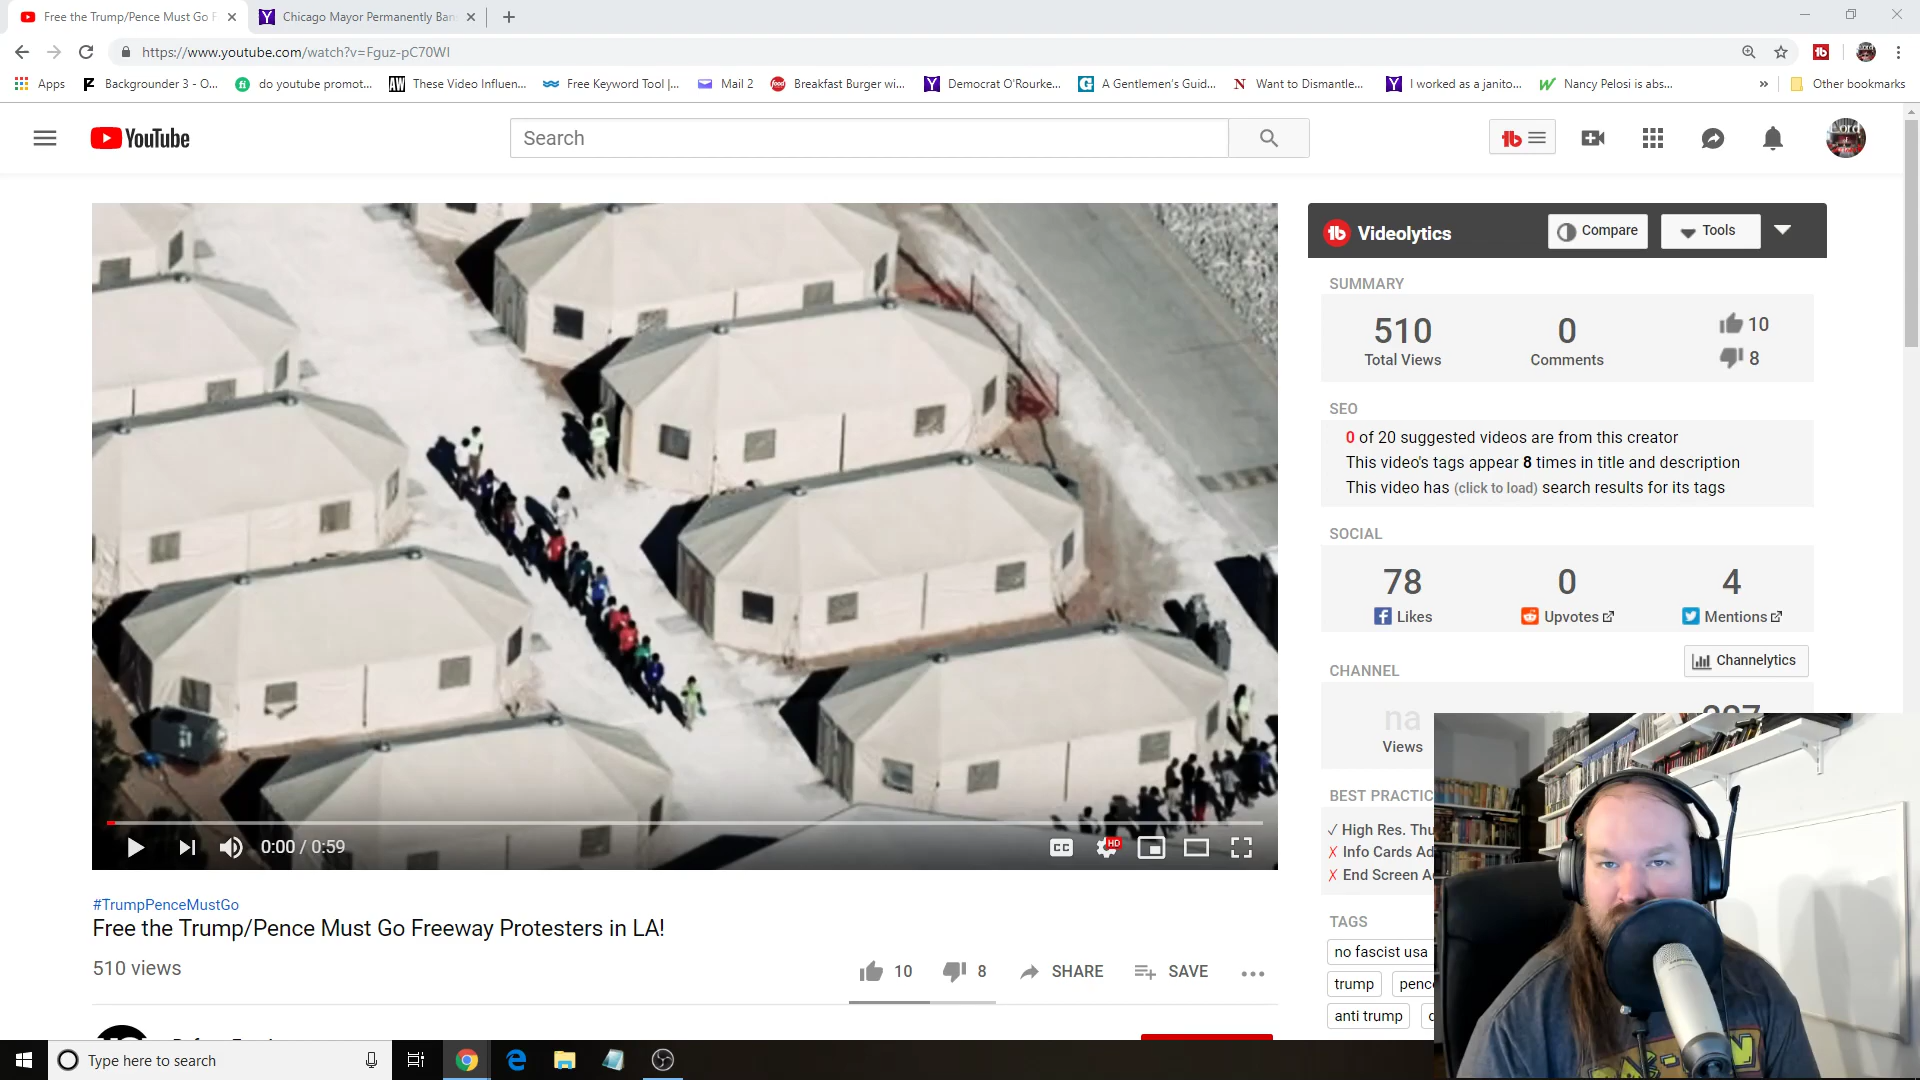 Free the Trump/Pence Must Go F
Chicago Mayor Permanently Ban
https://www.youtube.com/watch?v=Fguz-pC70WI
Apps
Backgrounder 3 - O...
do youtube promot...
These Video Influen...
Free Keyword Tool |...
Mail 2
Breakfast Burger wi...
Democrat O'Rourke...
A Gentlemen's Guid...
Want to Dismantle...
I worked as a janito...
Nancy Pelosi is abs...
»
Other bookmarks
YouTube
Search
Videolytics
Compare
Tools
SUMMARY
510
0
10
Total Views
Comments
8
SEO
0 of 20 suggested videos are from this creator
This video's tags appear 8 times in title and description
This video has (click to load) search results for its tags
SOCIAL
78
0
4
Likes
Upvotes
Mentions
CHANNEL
Channelytics
na
Views
BEST PRACTIC
✓ High Res. Thu
✗ Info Cards Ad
✗ End Screen A
TAGS
no fascist usa
trump
penc
anti trump
0:00 / 0:59
CC
HD
#TrumpPenceMustGo
Free the Trump/Pence Must Go Freeway Protesters in LA!
510 views
10
8
SHARE
SAVE
Type here to search